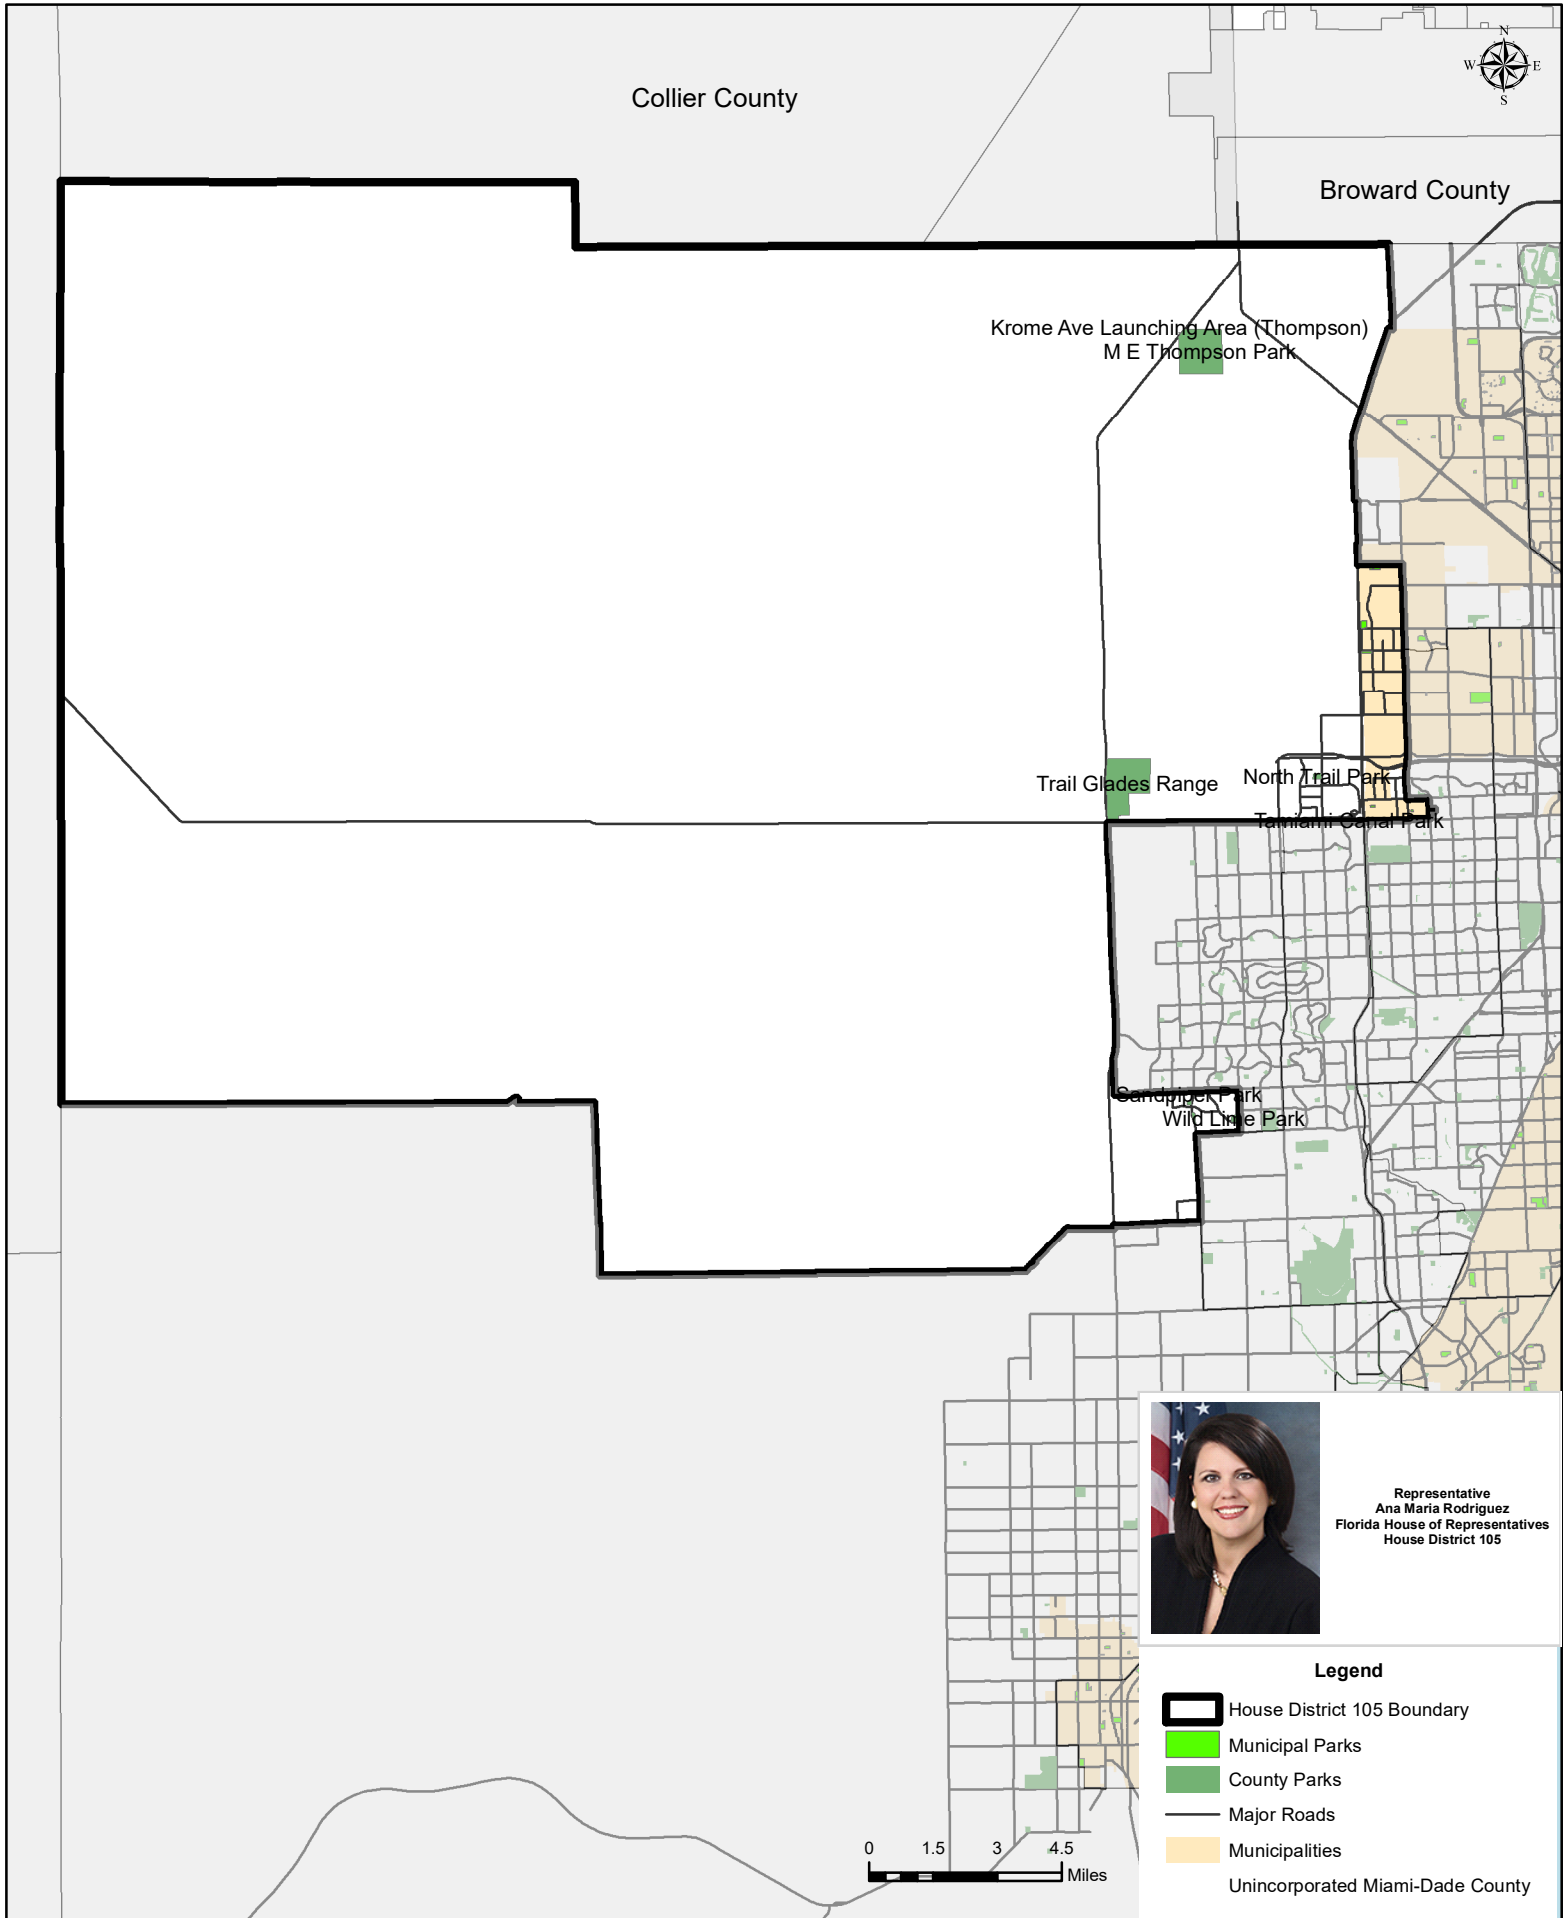 N
W E
S
Collier County
Broward County
Krome Ave Launching Area (Thompson)
M E Thompson Park
Trail Glades Range
North Trail Park
Tamiami Canal Park
Sandpiper Park
Wild Lime Park
Representative
Ana Maria Rodriguez
Florida House of Representatives
House District 105
Legend
House District 105 Boundary
Municipal Parks
County Parks
Major Roads
Municipalities
Unincorporated Miami-Dade County
0 1.5 3 4.5
Miles